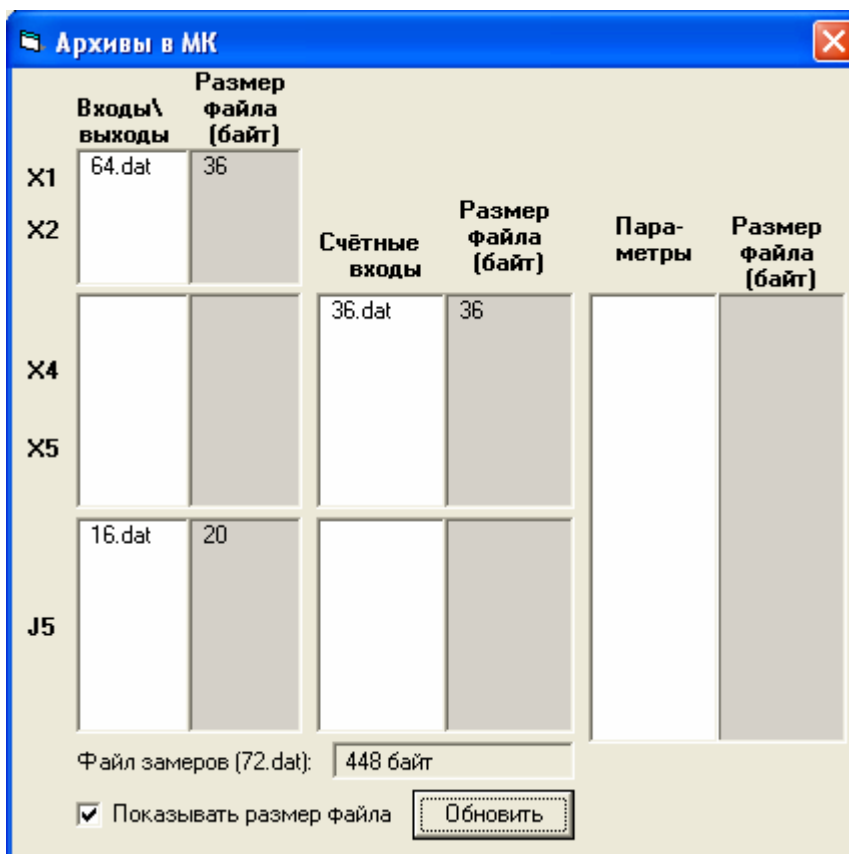 Архивы в МК
Входы\
выходы
Размер
файла
(байт)
X1
X2
64.dat
36
Счётные
входы
Размер
файла
(байт)
Пара-
метры
Размер
файла
(байт)
X4
X5
36.dat
36
J5
16.dat
20
Файл замеров (72.dat):
448 байт
Показывать размер файла
Обновить